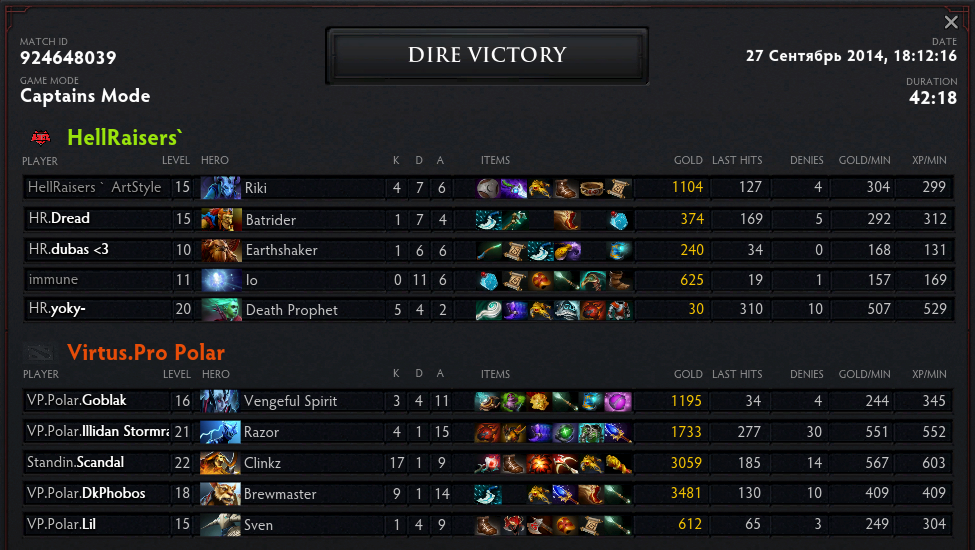 MATCH ID
924648039
GAME MODE
Captains Mode
DIRE VICTORY
DATE
27 Сентябрь 2014, 18:12:16
DURATION
42:18
HellRaisers`
PLAYER LEVEL HERO K D A ITEMS GOLD LAST HITS DENIES GOLD/MIN XP/MIN
HellRaisers ` ArtStyle 15 Riki 4 7 6 1104 127 4 304 299
HR.Dread 15 Batrider 1 7 4 374 169 5 292 312
HR.dubas <3 10 Earthshaker 1 6 6 240 34 0 168 131
immune 11 Io 0 11 6 625 19 1 157 169
HR.yoky- 20 Death Prophet 5 4 2 30 310 10 507 529
Virtus.Pro Polar
PLAYER LEVEL HERO K D A ITEMS GOLD LAST HITS DENIES GOLD/MIN XP/MIN
VP.Polar.Goblak 16 Vengeful Spirit 3 4 11 1195 34 4 244 345
VP.Polar.Illidan Stormra 21 Razor 4 1 15 1733 277 30 551 552
Standin.Scandal 22 Clinkz 17 1 9 3059 185 14 567 603
VP.Polar.DkPhobos 18 Brewmaster 9 1 14 3481 130 10 409 409
VP.Polar.Lil 15 Sven 1 4 9 612 65 3 249 304